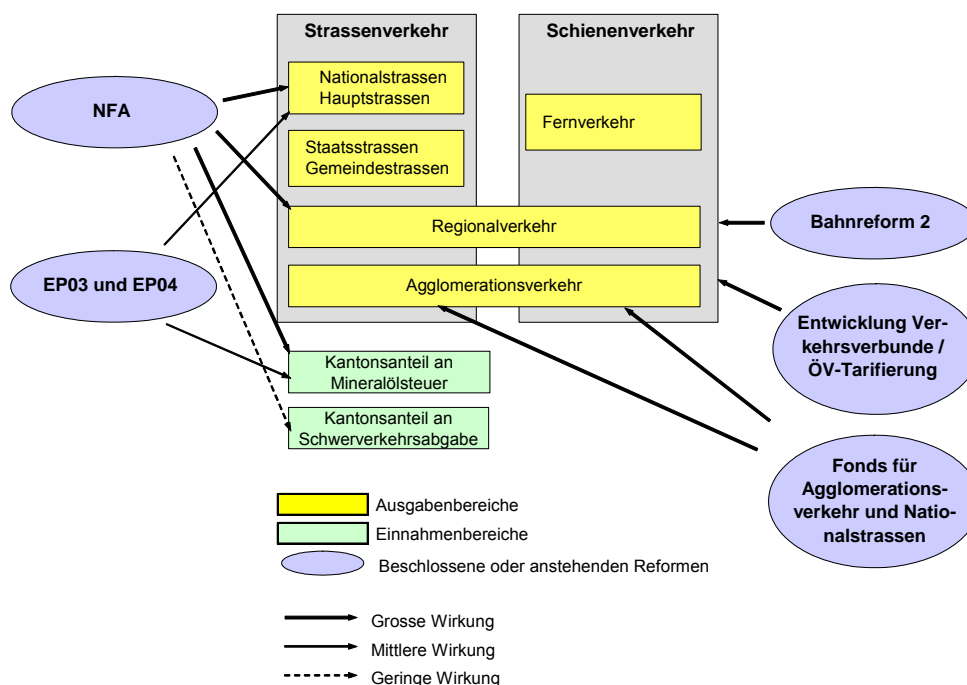 Strassenverkehr
Schienenverkehr
Nationalstrassen
Hauptstrassen
NFA
Fernverkehr
Staatsstrassen
Gemeindestrassen
Regionalverkehr
Bahnreform 2
EP03 und EP04
Agglomerationsverkehr
Entwicklung Ver-
kehrsverbunde /
ÖV-Tarifierung
Kantonsanteil an
Mineralölsteuer
Kantonsanteil an
Schwerverkehrsabgabe
Fonds für
Agglomerations-
verkehr und Natio-
nalstrassen
Ausgabenbereiche
Einnahmenbereiche
Beschlossene oder anstehenden Reformen
Grosse Wirkung
Mittlere Wirkung
Geringe Wirkung